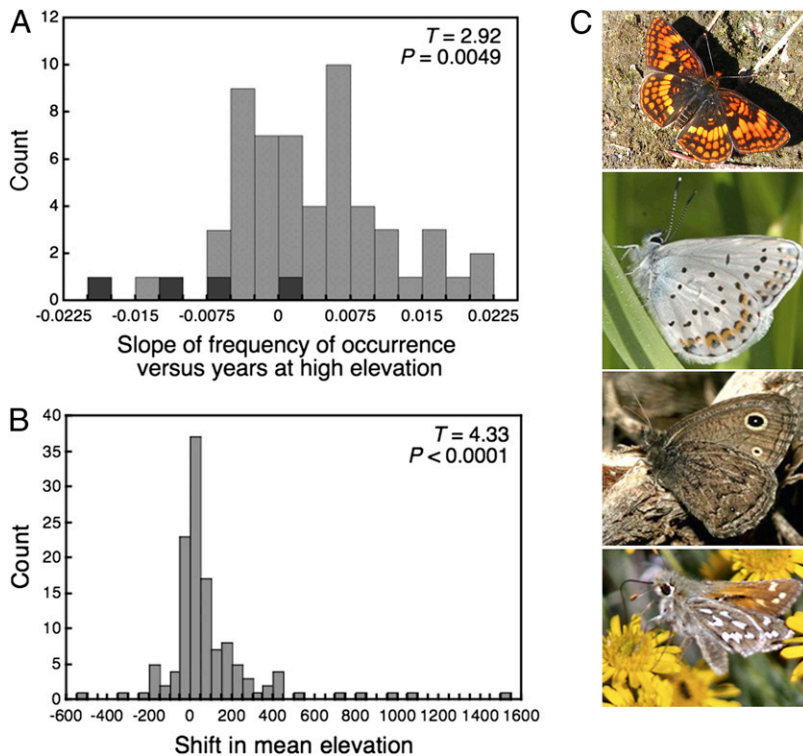 A
T = 2.92
P = 0.0049
Count
12
10
8
6
4
2
0
-0.0225
-0.015
-0.0075
0
0.0075
0.015
0.0225
Slope of frequency of occurrence
versus years at high elevation
B
T = 4.33
P < 0.0001
Count
40
35
30
25
20
15
10
5
0
-600
-400
-200
0
200
400
600
800
1000
1200
1400
1600
Shift in mean elevation
C